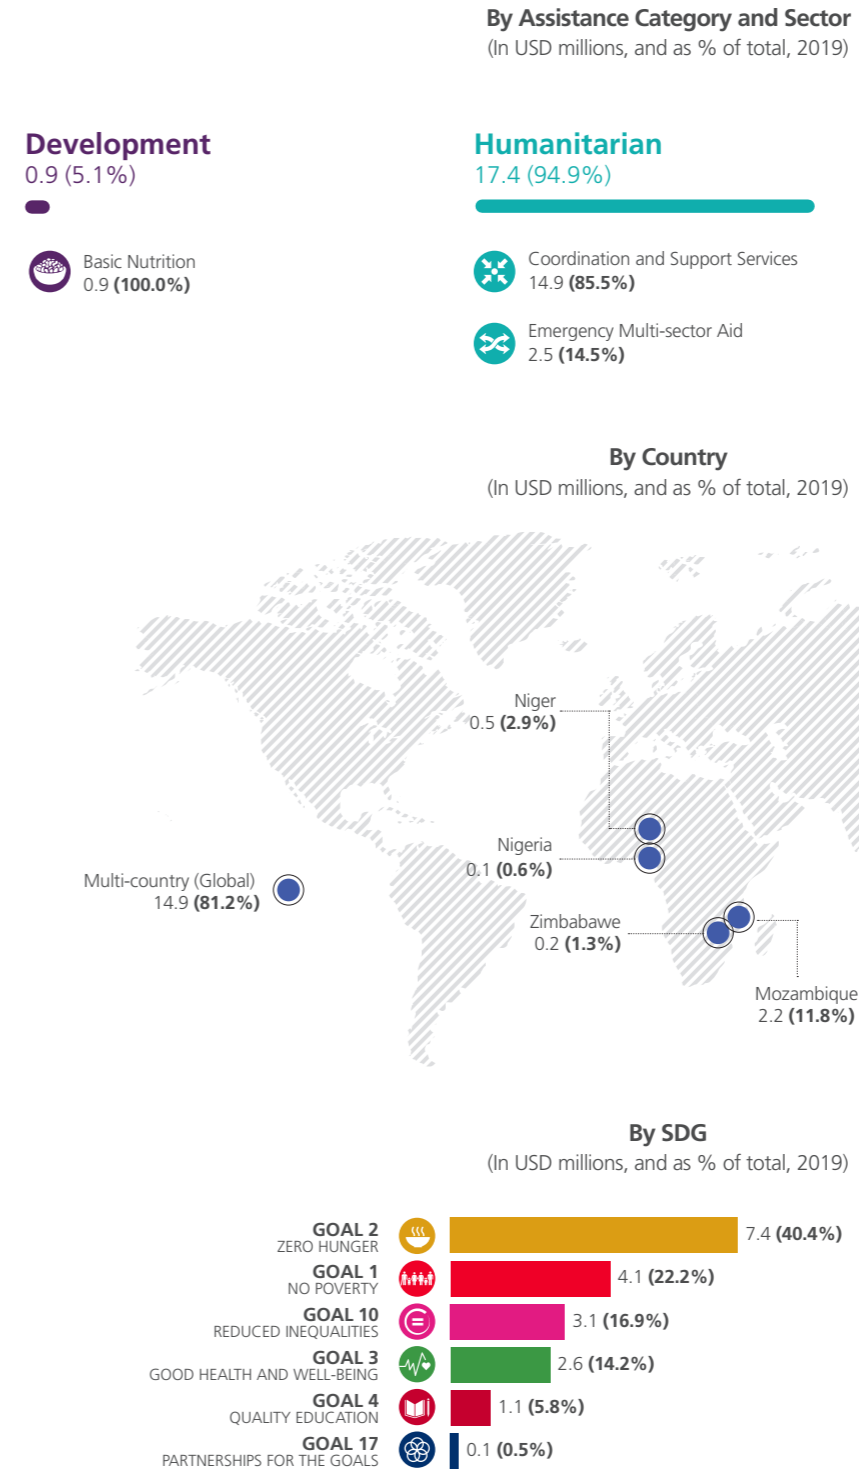 By Assistance Category and Sector
(In USD millions, and as % of total, 2019)
Development
0.9 (5.1%)
Basic Nutrition
0.9 (100.0%)
Humanitarian
17.4 (94.9%)
Coordination and Support Services
14.9 (85.5%)
Emergency Multi-sector Aid
2.5 (14.5%)
By Country
(In USD millions, and as % of total, 2019)
Niger
0.5 (2.9%)
Nigeria
0.1 (0.6%)
Multi-country (Global)
14.9 (81.2%)
Zimbabawe
0.2 (1.3%)
Mozambique
2.2 (11.8%)
By SDG
(In USD millions, and as % of total, 2019)
GOAL 2
ZERO HUNGER
7.4 (40.4%)
GOAL 1
NO POVERTY
4.1 (22.2%)
GOAL 10
REDUCED INEQUALITIES
3.1 (16.9%)
GOAL 3
GOOD HEALTH AND WELL-BEING
2.6 (14.2%)
GOAL 4
QUALITY EDUCATION
1.1 (5.8%)
GOAL 17
PARTNERSHIPS FOR THE GOALS
0.1 (0.5%)